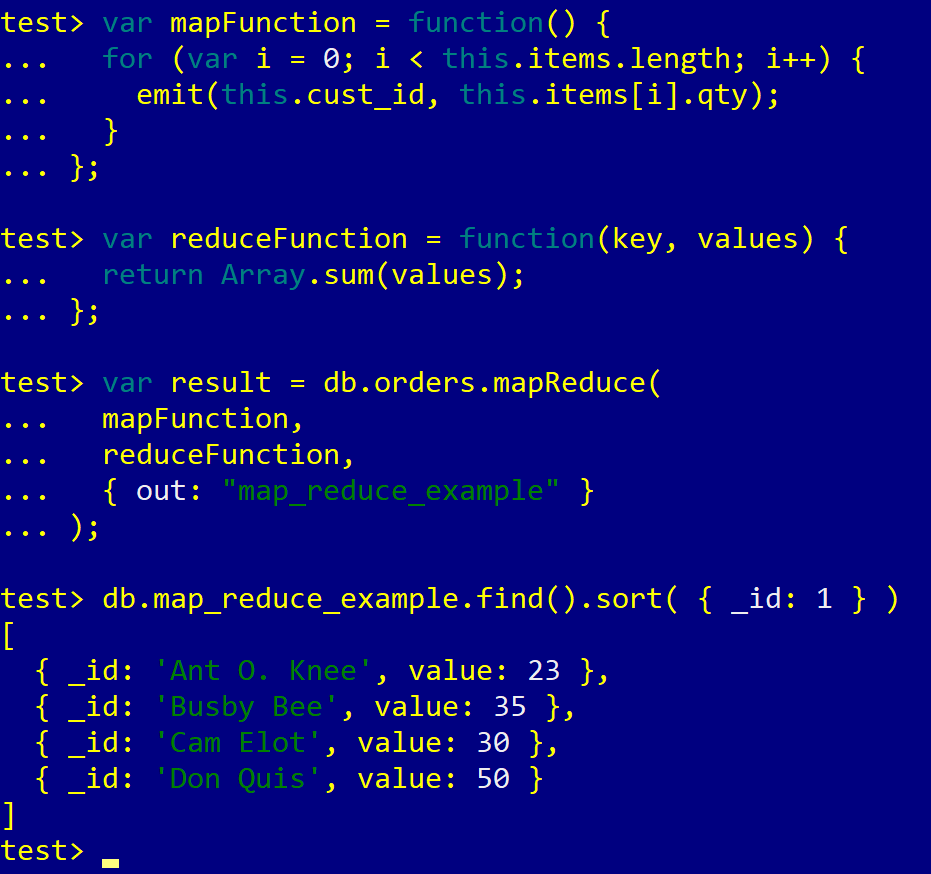 test> var mapFunction = function() {
...   for (var i = 0; i < this.items.length; i++) {
...     emit(this.cust_id, this.items[i].qty);
...   }
... };

test> var reduceFunction = function(key, values) {
...   return Array.sum(values);
... };

test> var result = db.orders.mapReduce(
...   mapFunction,
...   reduceFunction,
...   { out: "map_reduce_example" }
... );

test> db.map_reduce_example.find().sort( { _id: 1 } )
[
  { _id: 'Ant O. Knee', value: 23 },
  { _id: 'Busby Bee', value: 35 },
  { _id: 'Cam Elot', value: 30 },
  { _id: 'Don Quis', value: 50 }
]
test>